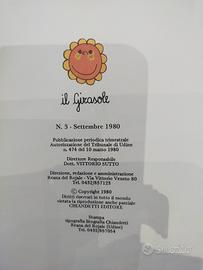 il Girasole
N. 3 - Settembre 1980
Pubblicazione periodica trimestrale
Autorizzazione del Tribunale di Udine
n. 474 del 10 marzo 1980
Direttore Responsabile
Dott. VITTORIO SUTTO
Direzione, redazione e amministrazione
Reana del Rojale - Via Vittorio Veneto 80
Tel. 0432/857123
© Copyright 1980
Diritti riservati in tutto il mondo
vietata la riproduzione anche parziale
CHIANDETTI EDITORE
Stampa
tipografia litografia Chiandetti
Reana del Rojale (Udine)
Tel. 0432/857054
subito